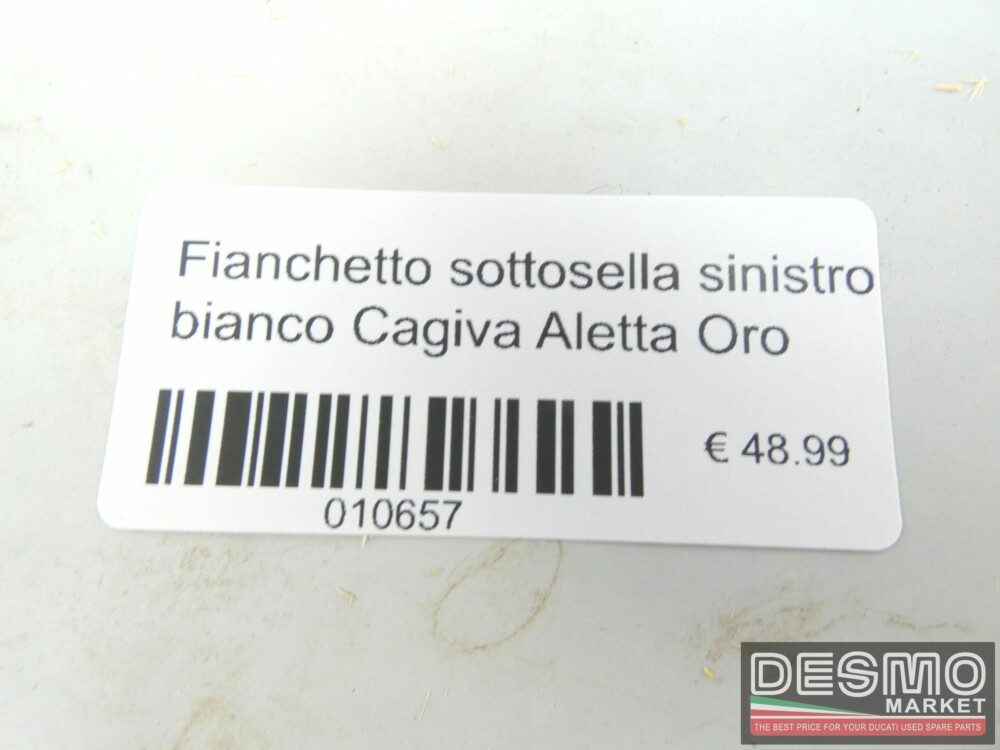 Fianchetto sottosella sinistro
bianco Cagiva Aletta Oro
€ 48.99
010657
DESMO
MARKET
THE BEST PRICE FOR YOUR DUCATI USED SPARE PARTS